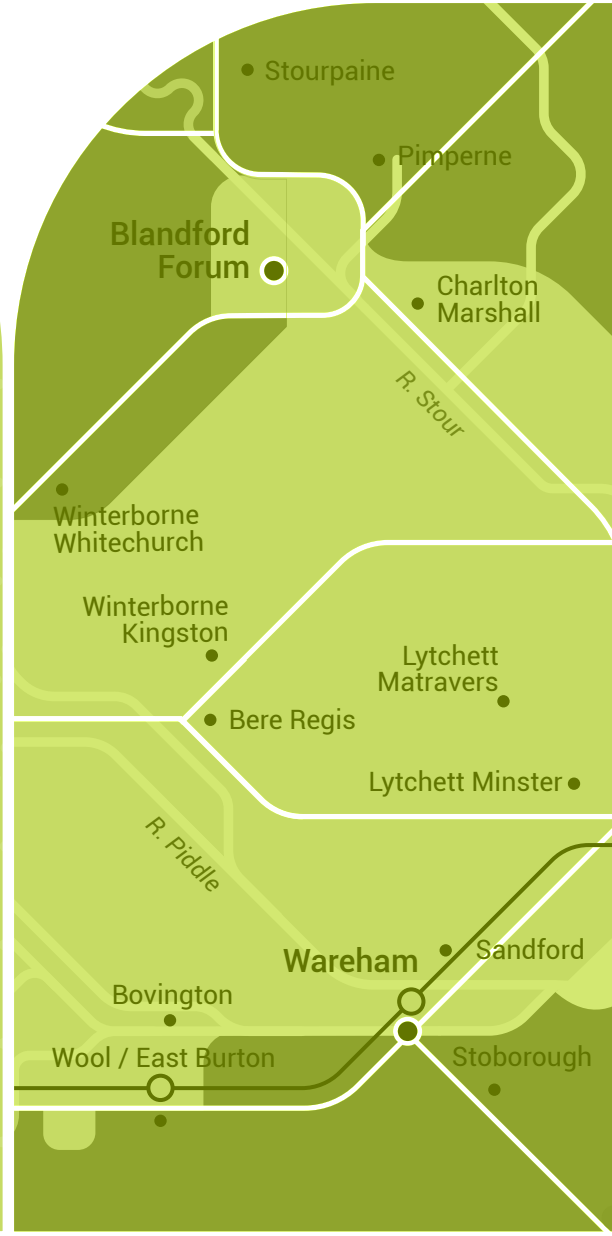 Stourpaine
Pimperne
Blandford
Forum
Charlton
Marshall
R. Stour
Winterborne
Whitechurch
Winterborne
Kingston
Lytchett
Matravers
Bere Regis
Lytchett Minster
R. Piddle
Wareham
Sandford
Bovington
Wool / East Burton
Stoborough